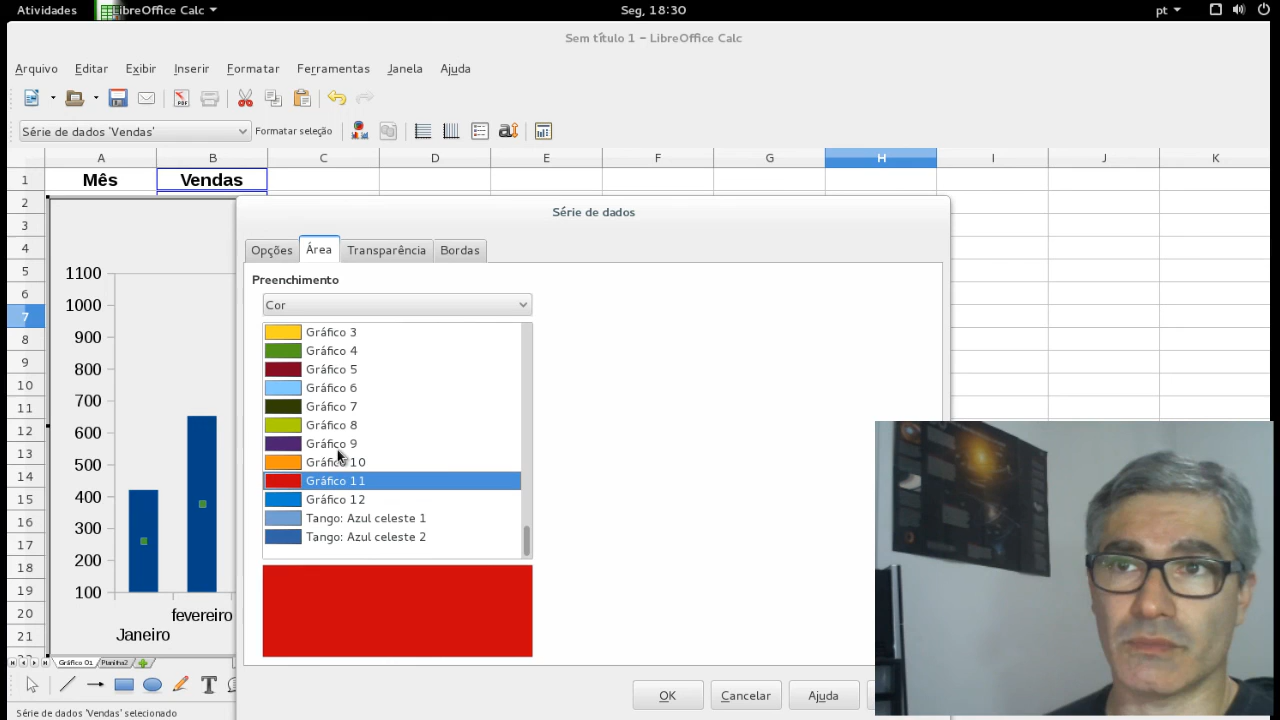 Atividades LibreOffice Calc Seg, 18:30 pt
Sem título 1 - LibreOffice Calc
Arquivo Editar Exibir Inserir Formatar Ferramentas Janela Ajuda
Série de dados 'Vendas' Formatar seleção
A B C D E F G H I J K
1 Mês Vendas
2
Série de dados
3
4 Opções Área Transparência Bordas
5 1100
Preenchimento
6 1000 Cor
7 900
Gráfico 3
8
Gráfico 4
9 800
Gráfico 5
10 700
Gráfico 6
11
Gráfico 7
12 600
Gráfico 8
13 500
Gráfico 9
Gráfico 10
14 400
Gráfico 11
15 300
Gráfico 12
16
Tango: Azul celeste 1
17 200
Tango: Azul celeste 2
18 100
19
20 fevereiro
21 Janeiro
Gráfico 01 Planilha2
OK Cancelar Ajuda
Série de dados 'Vendas' selecionado